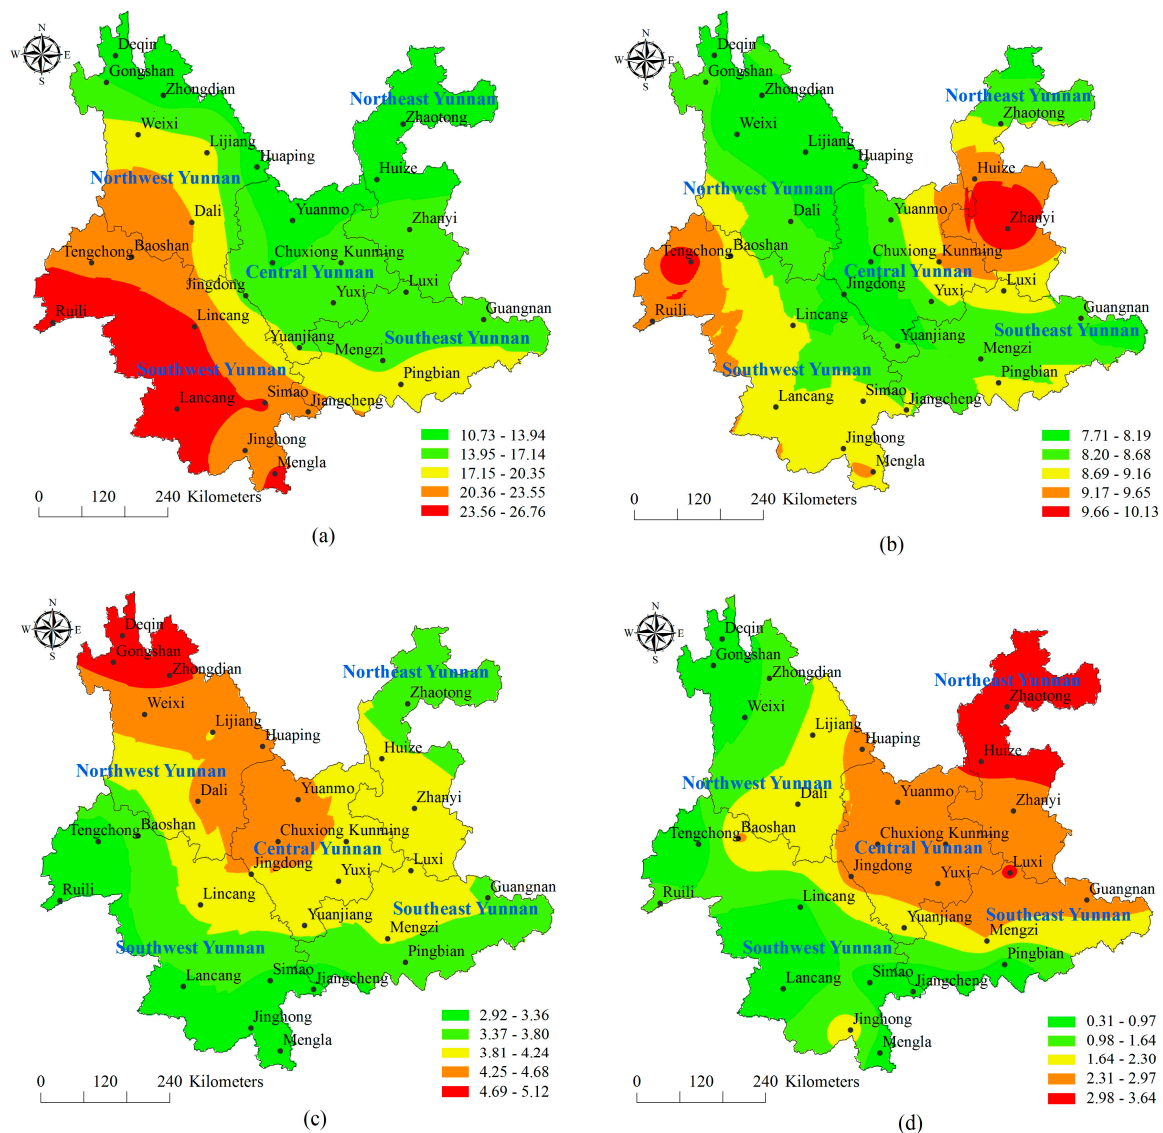 N
W E
S
Deqin
Gongshan
Zhongdian
Northeast Yunnan
Zhaotong
Weixi
Lijiang
Huaping
Huize
Northwest Yunnan
Dali
Yuanmo
Zhanyi
Tengchong
Baoshan
Chuxiong Kunming
Central Yunnan
Jingdong
Yuxi
Luxi
Ruili
Lincang
Guangnan
Yuanjiang
Mengzi
Southeast Yunnan
Southwest Yunnan
Pingbian
Lancang
Simao
Jiangcheng
Jinghong
Mengla
10.73 - 13.94
13.95 - 17.14
17.15 - 20.35
20.36 - 23.55
23.56 - 26.76
0 120 240 Kilometers
(a)
N
W E
S
Deqin
Gongshan
Zhongdian
Northeast Yunnan
Zhaotong
Weixi
Lijiang
Huaping
Huize
Northwest Yunnan
Dali
Yuanmo
Zhanyi
Tengchong
Baoshan
Chuxiong Kunming
Central Yunnan
Jingdong
Yuxi
Luxi
Ruili
Lincang
Guangnan
Southeast Yunnan
Yuanjiang
Mengzi
Southwest Yunnan
Pingbian
Lancang
Simao
Jiangcheng
Jinghong
Mengla
7.71 - 8.19
8.20 - 8.68
8.69 - 9.16
9.17 - 9.65
9.66 - 10.13
0 120 240 Kilometers
(b)
N
W E
S
Deqin
Gongshan
Zhongdian
Northeast Yunnan
Zhaotong
Weixi
Lijiang
Huaping
Huize
Northwest Yunnan
Dali
Yuanmo
Zhanyi
Tengchong
Baoshan
Chuxiong Kunming
Central Yunnan
Jingdong
Yuxi
Luxi
Ruili
Lincang
Guangnan
Southeast Yunnan
Yuanjiang
Mengzi
Southwest Yunnan
Pingbian
Lancang
Simao
Jiangcheng
Jinghong
Mengla
2.92 - 3.36
3.37 - 3.80
3.81 - 4.24
4.25 - 4.68
4.69 - 5.12
0 120 240 Kilometers
(c)
N
W E
S
Deqin
Gongshan
Zhongdian
Northeast Yunnan
Zhaotong
Weixi
Lijiang
Huaping
Huize
Northwest Yunnan
Dali
Yuanmo
Zhanyi
Tengchong
Baoshan
Chuxiong Kunming
Central Yunnan
Jingdong
Yuxi
Luxi
Ruili
Lincang
Guangnan
Southeast Yunnan
Yuanjiang
Mengzi
Southwest Yunnan
Pingbian
Lancang
Simao
Jiangcheng
Jinghong
Mengla
0.31 - 0.97
0.98 - 1.64
1.64 - 2.30
2.31 - 2.97
2.98 - 3.64
0 120 240 Kilometers
(d)